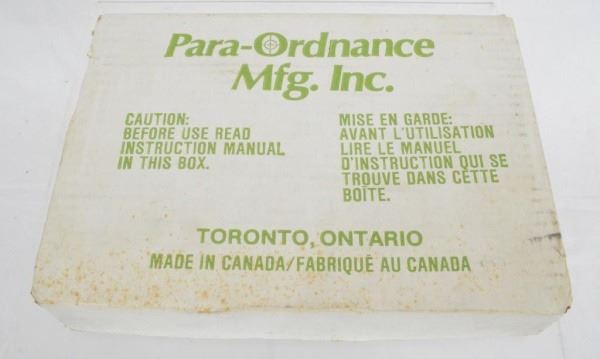 Para-Ordnance
Mfg. Inc.
CAUTION:
BEFORE USE READ
INSTRUCTION MANUAL
IN THIS BOX.
MISE EN GARDE:
AVANT L'UTILISATION
LIRE LE MANUEL
D'INSTRUCTION QUI SE
TROUVE DANS CETTE
BOÎTE.
TORONTO, ONTARIO
MADE IN CANADA/FABRIQUÉ AU CANADA